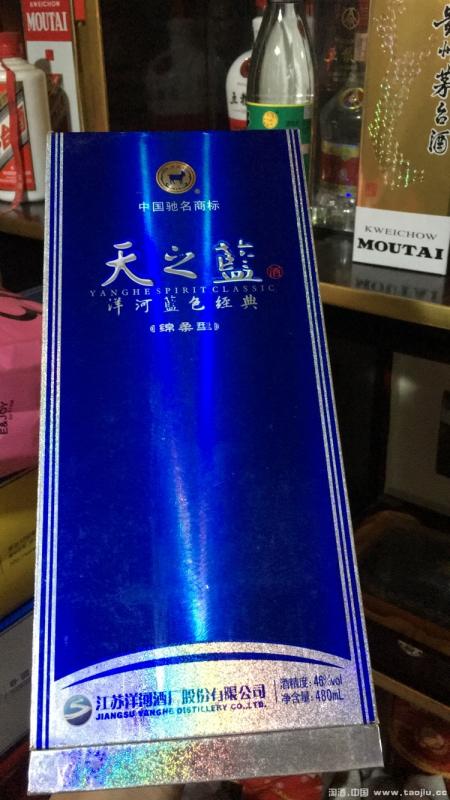 MOUTAI
贵州茅台酒
KWEICHOW
MOUTAI
中国驰名商标
天之蓝 酒
YANGHE SPIRIT CLASSIC
洋河蓝色经典
(绵柔型)
E&JOY
江苏洋河酒厂股份有限公司
JIANGSU YANGHE DISTILLERY CO.,LTD.
酒精度:46%vol
净含量:480mL
国酒.中国 www.taojiu.cc